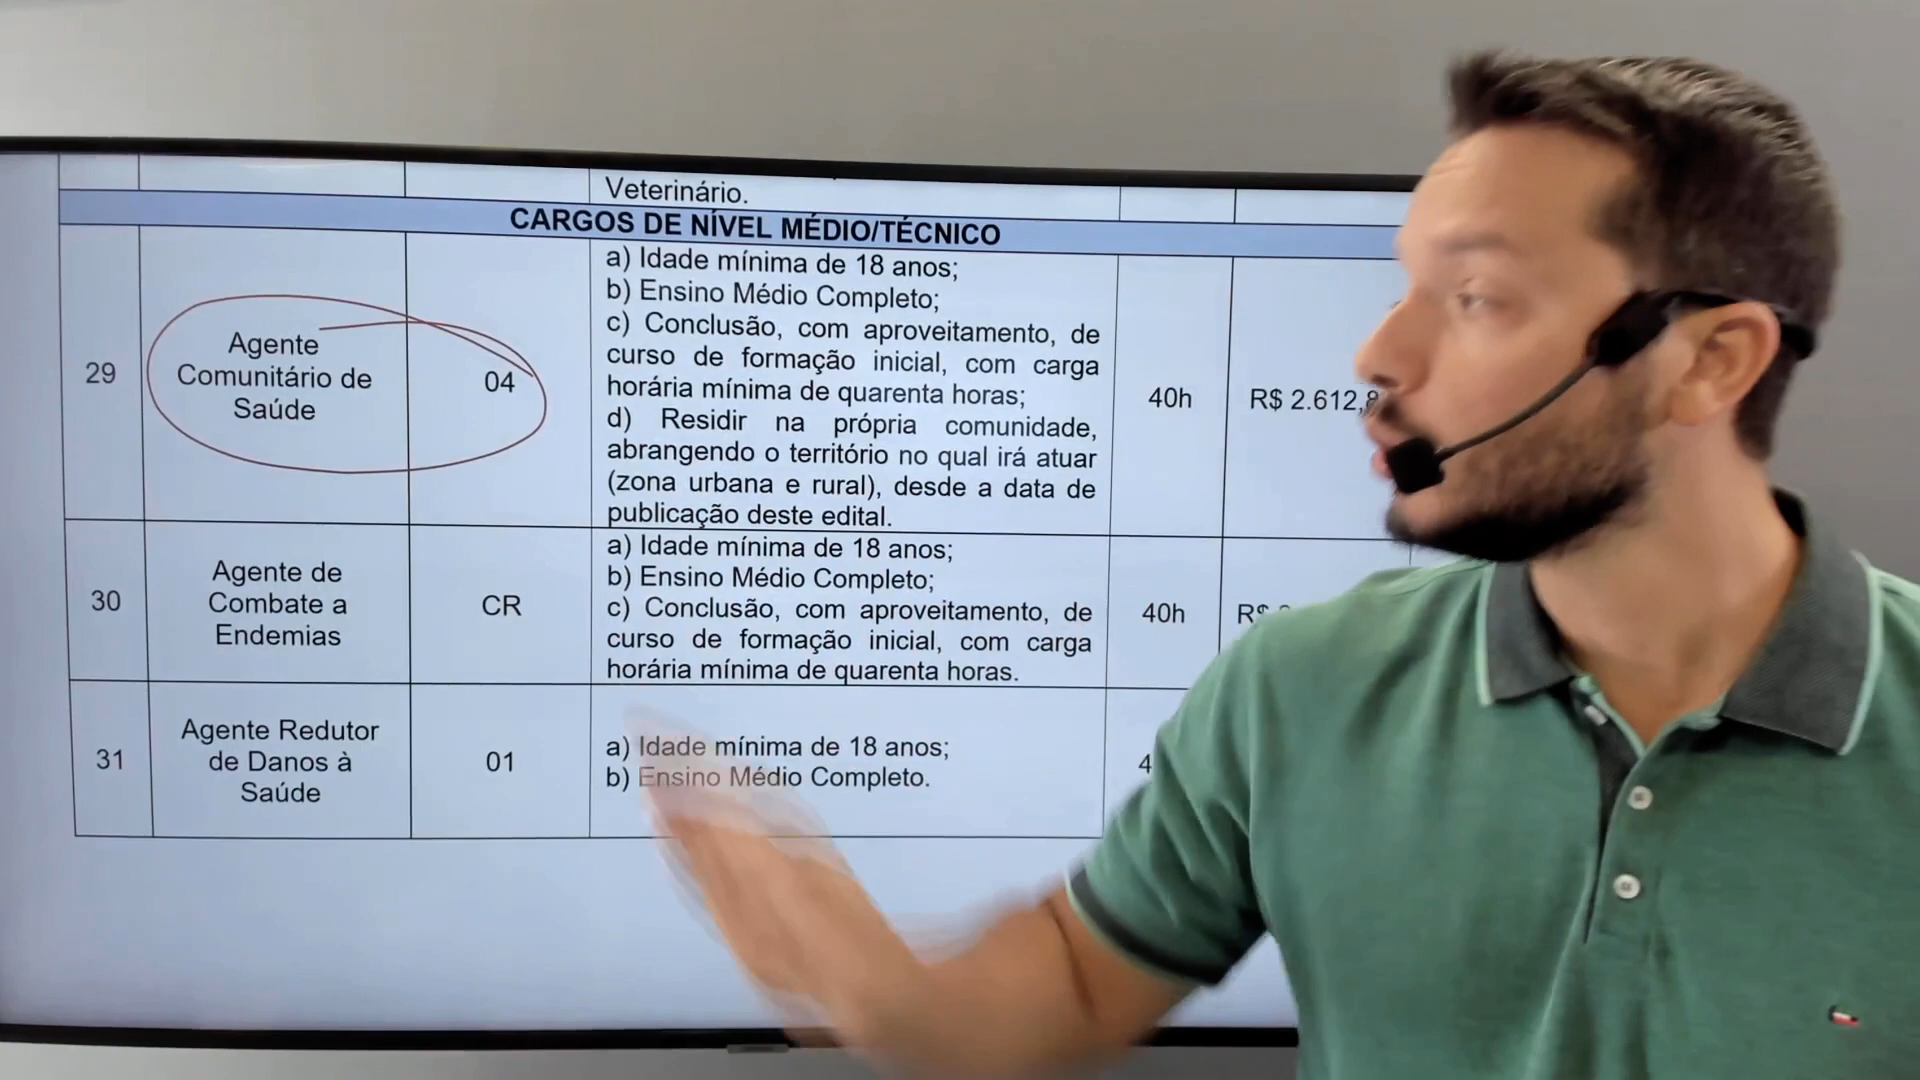 Veterinário.
CARGOS DE NÍVEL MÉDIO/TÉCNICO
29
Agente
Comunitário de
Saúde
04
a) Idade mínima de 18 anos;
b) Ensino Médio Completo;
c) Conclusão, com aproveitamento, de
curso de formação inicial, com carga
horária mínima de quarenta horas;
d) Residir na própria comunidade,
abrangendo o território no qual irá atuar
(zona urbana e rural), desde a data de
publicação deste edital.
40h
R$ 2.612,8
30
Agente de
Combate a
Endemias
CR
a) Idade mínima de 18 anos;
b) Ensino Médio Completo;
c) Conclusão, com aproveitamento, de
curso de formação inicial, com carga
horária mínima de quarenta horas.
40h
R$
31
Agente Redutor
de Danos à
Saúde
01
a) Idade mínima de 18 anos;
b) Ensino Médio Completo.
4